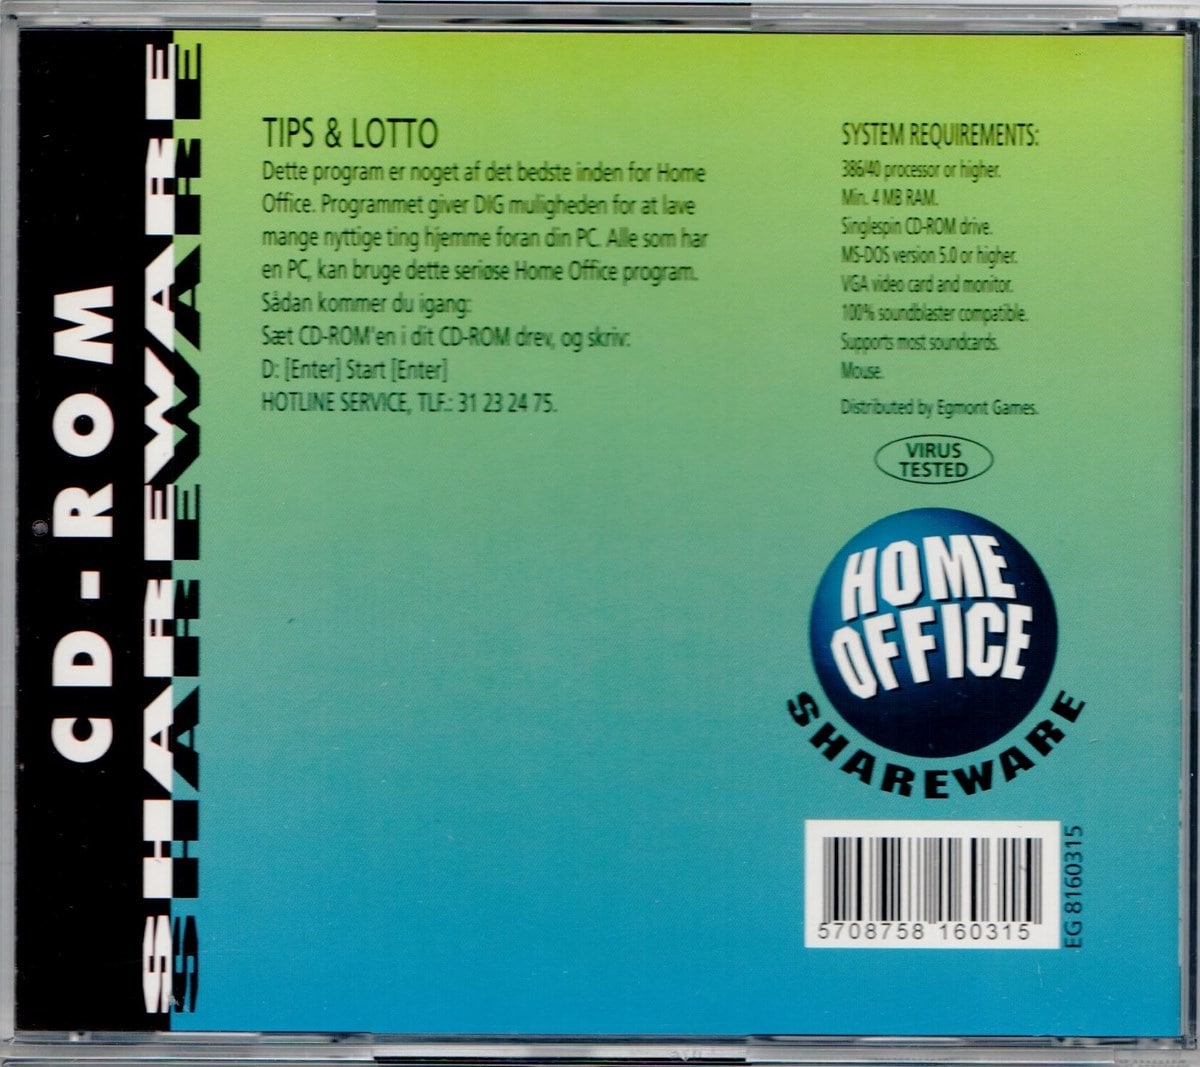 CD-ROM
SHAREWARE
TIPS & LOTTO
Dette program er noget af det bedste inden for Home
Office. Programmet giver DIG muligheden for at lave
mange nyttige ting hjemme foran din PC. Alle som har
en PC, kan bruge dette seriøse Home Office program.
Sådan kommer du igang:
Sæt CD-ROM'en i dit CD-ROM drev, og skriv:
D: [Enter] Start [Enter]
HOTLINE SERVICE, TLF.: 31 23 24 75.
SYSTEM REQUIREMENTS:
386/40 processor or higher.
Min. 4 MB RAM.
Singlespin CD-ROM drive.
MS-DOS version 5.0 or higher.
VGA video card and monitor.
100% soundblaster compatible.
Supports most soundcards.
Mouse.
Distributed by Egmont Games.
VIRUS
TESTED
HOME
OFFICE
SHAREWARE
5708758 160315
EG 8160315